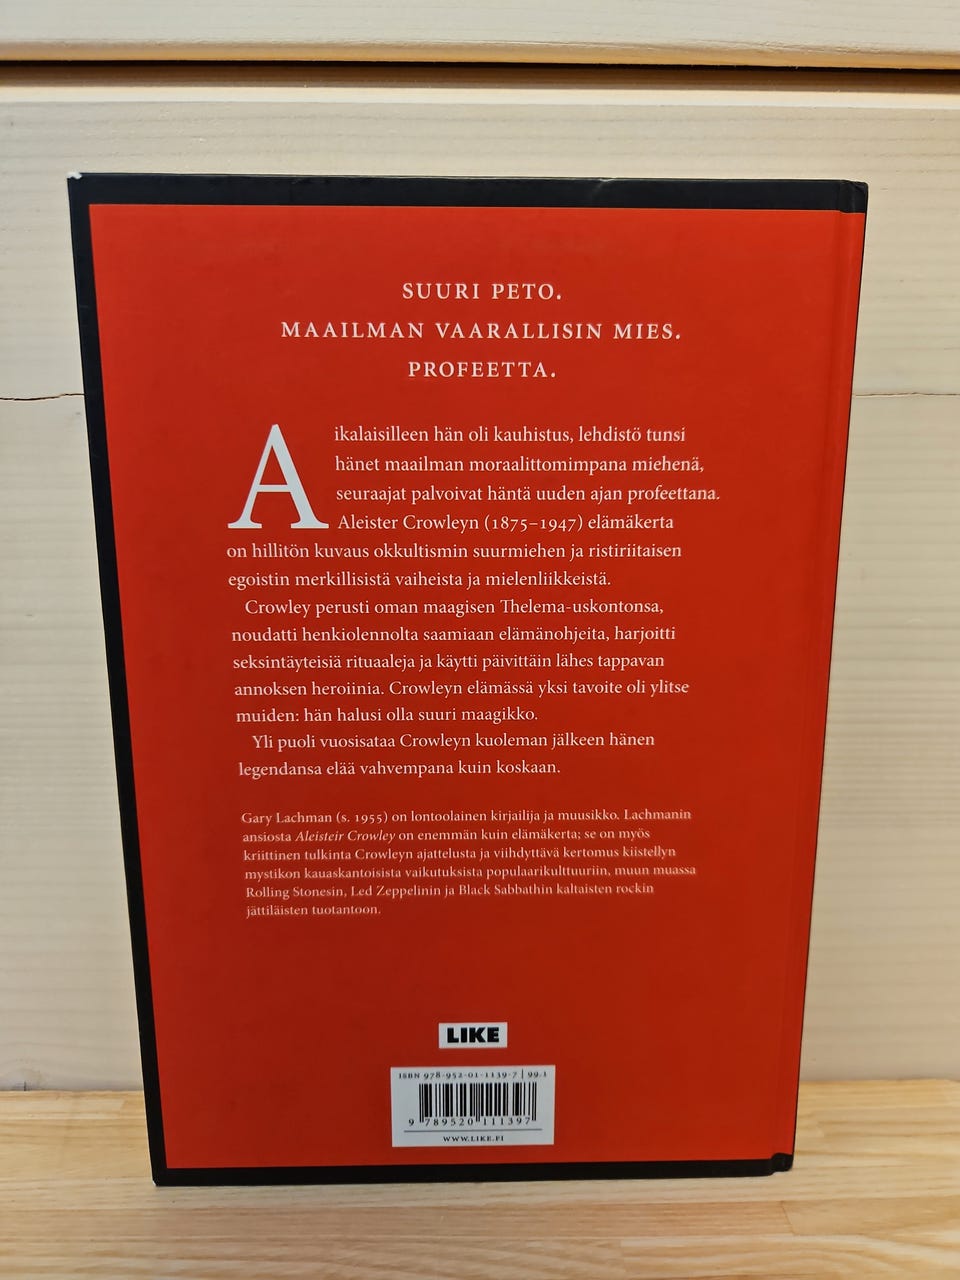 SUURI PETO.
MAAILMAN VAARALLISIN MIES.
PROFEETTA.
Aikalaisilleen hän oli kauhistus, lehdistö tunsi
hänet maailman moraalittomimpana miehenä,
seuraajat palvoivat häntä uuden ajan profeettana.
Aleister Crowleyn (1875–1947) elämäkerta
on hillitön kuvaus okkultismin suurmiehen ja ristiriitaisen
egoistin merkillisistä vaiheista ja mielenliikkeistä.
Crowley perusti oman maagisen Thelema-uskontonsa,
noudatti henkiolennolta saamiaan elämänohjeita, harjoitti
seksintäyteisiä rituaaleja ja käytti päivittäin lähes tappavan
annoksen heroiinia. Crowleyn elämässä yksi tavoite oli ylitse
muiden: hän halusi olla suuri maagikko.
Yli puoli vuosisataa Crowleyn kuoleman jälkeen hänen
legendansa elää vahvempana kuin koskaan.
Gary Lachman (s. 1955) on lontoolainen kirjailija ja muusikko. Lachmanin
ansiosta Aleisteir Crowley on enemmän kuin elämäkerta; se on myös
kriittinen tulkinta Crowleyn ajattelusta ja viihdyttävä kertomus kiistellyn
mystikon kauaskantoisista vaikutuksista populaarikulttuuriin, muun muassa
Rolling Stonesin, Led Zeppelinin ja Black Sabbathin kaltaisten rockin
jättiläisten tuotantoon.
LIKE
ISBN 978-952-01-1139-7 | 99.1
9 789520 111397
WWW.LIKE.FI